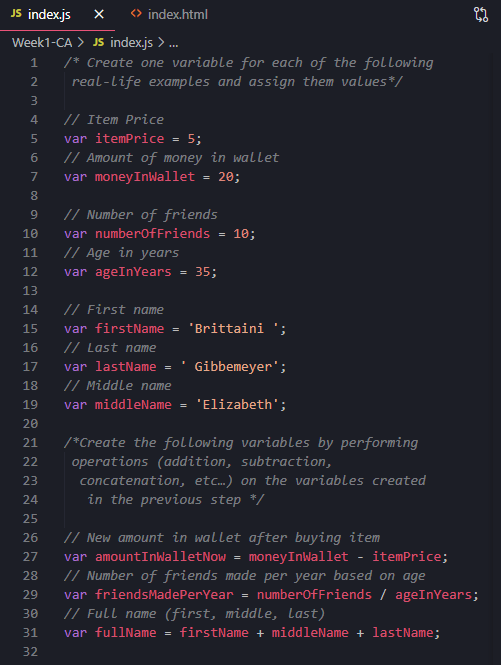 JS index.js × <> index.html
Week1-CA > JS index.js > ...
1 /* Create one variable for each of the following
2 real-life examples and assign them values*/
3
4 // Item Price
5 var itemPrice = 5;
6 // Amount of money in wallet
7 var moneyInWallet = 20;
8
9 // Number of friends
10 var numberOfFriends = 10;
11 // Age in years
12 var ageInYears = 35;
13
14 // First name
15 var firstName = 'Brittaini ';
16 // Last name
17 var lastName = ' Gibbemeyer';
18 // Middle name
19 var middleName = 'Elizabeth';
20
21 /*Create the following variables by performing
22 operations (addition, subtraction,
23 concatenation, etc…) on the variables created
24 in the previous step */
25
26 // New amount in wallet after buying item
27 var amountInWalletNow = moneyInWallet - itemPrice;
28 // Number of friends made per year based on age
29 var friendsMadePerYear = numberOfFriends / ageInYears;
30 // Full name (first, middle, last)
31 var fullName = firstName + middleName + lastName;
32